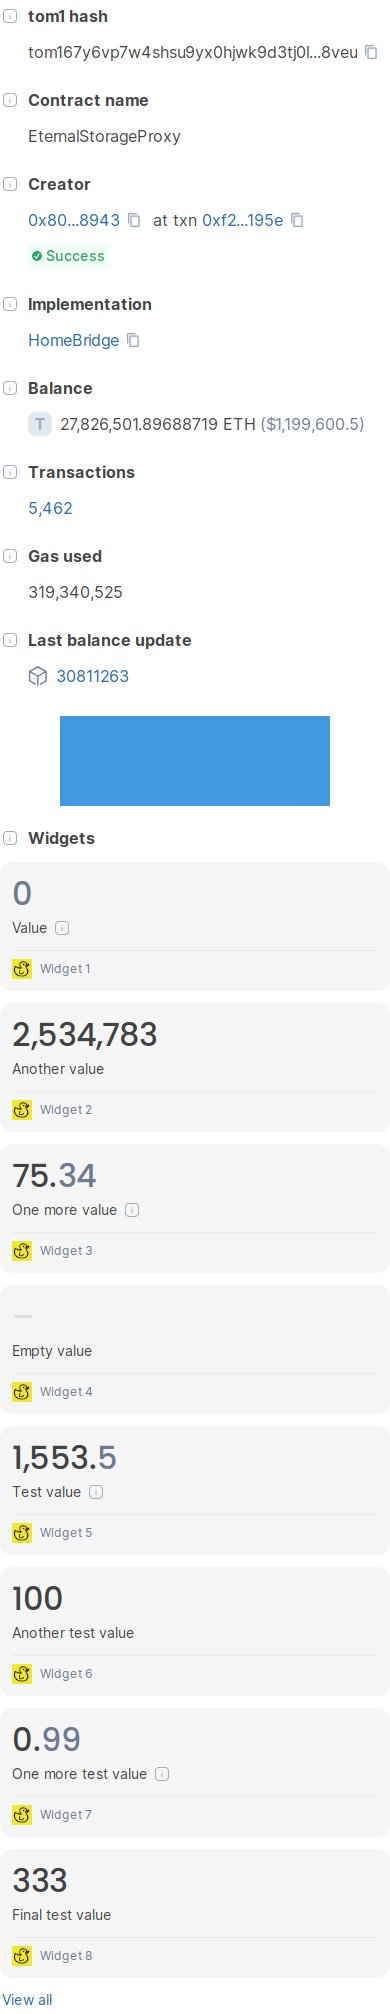 tom1 hash
tom167y6vp7w4shsu9yx0hjwk9d3tj0l...8veu
Contract name
EternalStorageProxy
Creator
0x80...8943 at txn 0xf2...195e
Success
Implementation
HomeBridge
Balance
T 27,826,501.89688719 ETH ($1,199,600.5)
Transactions
5,462
Gas used
319,340,525
Last balance update
30811263
Widgets
0
Value
Widget 1
2,534,783
Another value
Widget 2
75.34
One more value
Widget 3
–
Empty value
Widget 4
1,553.5
Test value
Widget 5
100
Another test value
Widget 6
0.99
One more test value
Widget 7
333
Final test value
Widget 8
View all